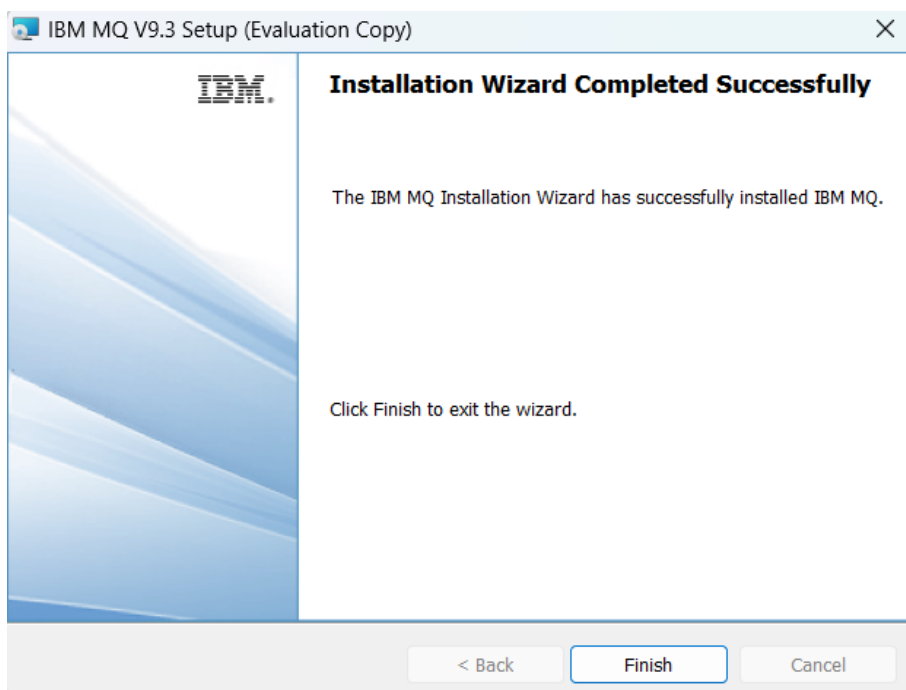 IBM MQ V9.3 Setup (Evaluation Copy)
IBM.
Installation Wizard Completed Successfully
The IBM MQ Installation Wizard has successfully installed IBM MQ.
Click Finish to exit the wizard.
< Back
Finish
Cancel